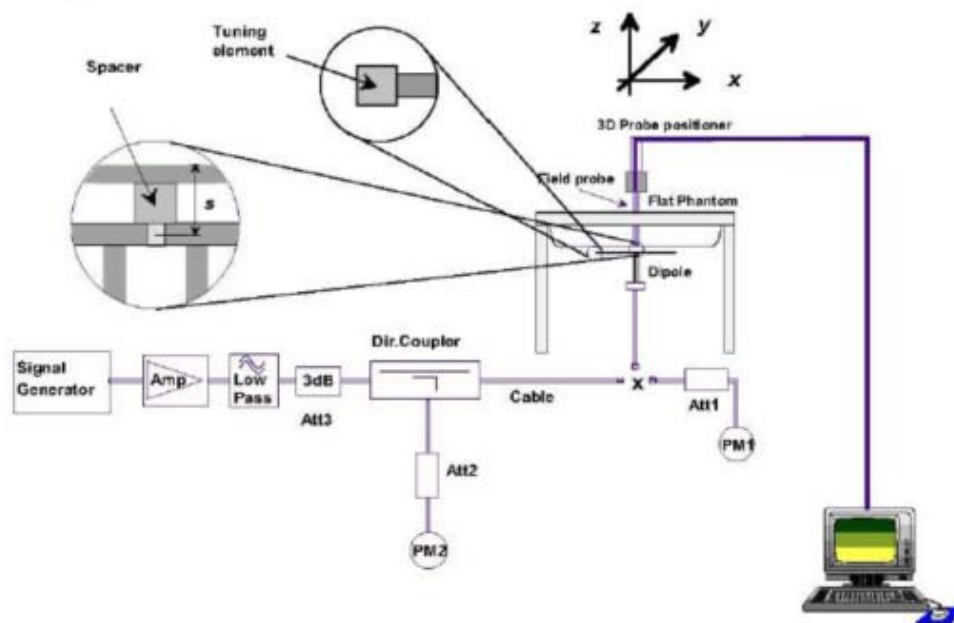 Tuning
element
Spacer
s
z
y
x
3D Probe positioner
Field probe
Flat Phantom
Dipole
Signal
Generator
Amp
Low
Pass
3dB
Att3
Dir.Coupler
Cable
x
Att1
PM1
Att2
PM2